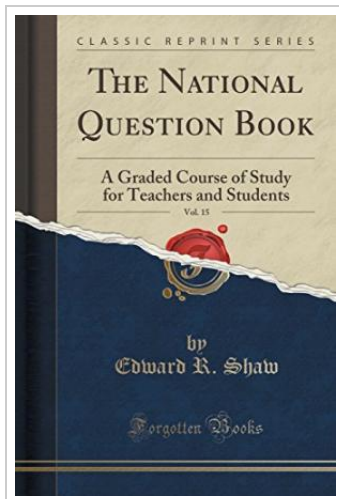 CLASSIC REPRINT SERIES
THE NATIONAL
QUESTION BOOK
A Graded Course of Study
for Teachers and Students
Vol. 15
by
Edward R. Shaw
Forgotten Books